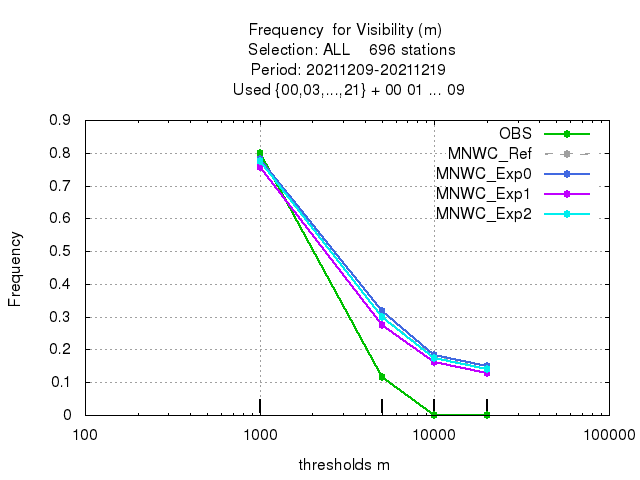 Frequency  for Visibility (m)
Selection: ALL    696 stations
Period: 20211209-20211219
Used {00,03,...,21} + 00 01 ... 09
Frequency
0.9
0.8
0.7
0.6
0.5
0.4
0.3
0.2
0.1
0
OBS
MNWC_Ref
MNWC_Exp0
MNWC_Exp1
MNWC_Exp2
100 1000 10000 100000
thresholds m